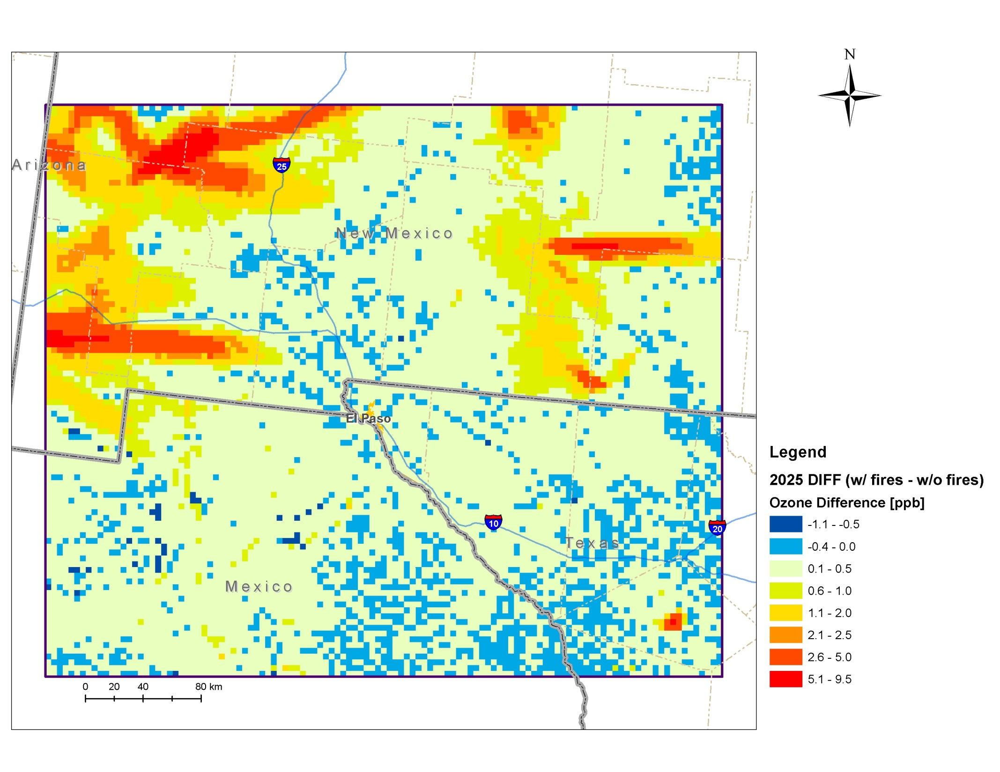 N
Arizona
25
New Mexico
El Paso
10
20
Texas
Mexico
0 20 40 80 km
Legend
2025 DIFF (w/ fires - w/o fires)
Ozone Difference [ppb]
-1.1 - -0.5
-0.4 - 0.0
0.1 - 0.5
0.6 - 1.0
1.1 - 2.0
2.1 - 2.5
2.6 - 5.0
5.1 - 9.5